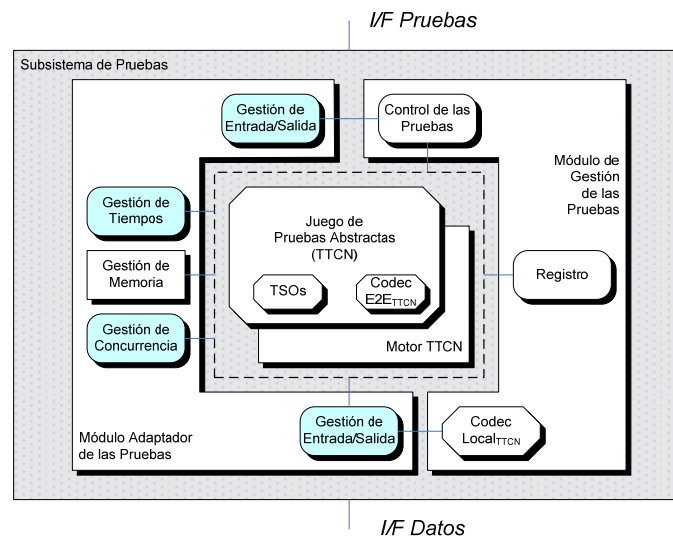 I/F Pruebas
Subsistema de Pruebas
Gestión de
Entrada/Salida
Control de las
Pruebas
Módulo de
Gestión
de las
Pruebas
Gestión de
Tiempos
Juego de
Pruebas Abstractas
(TTCN)
Gestión de
Memoria
Registro
TSOs
Codec
E2ETTCN
Gestión de
Concurrencia
Motor TTCN
Gestión de
Entrada/Salida
Codec
LocalTTCN
Módulo Adaptador
de las Pruebas
I/F Datos